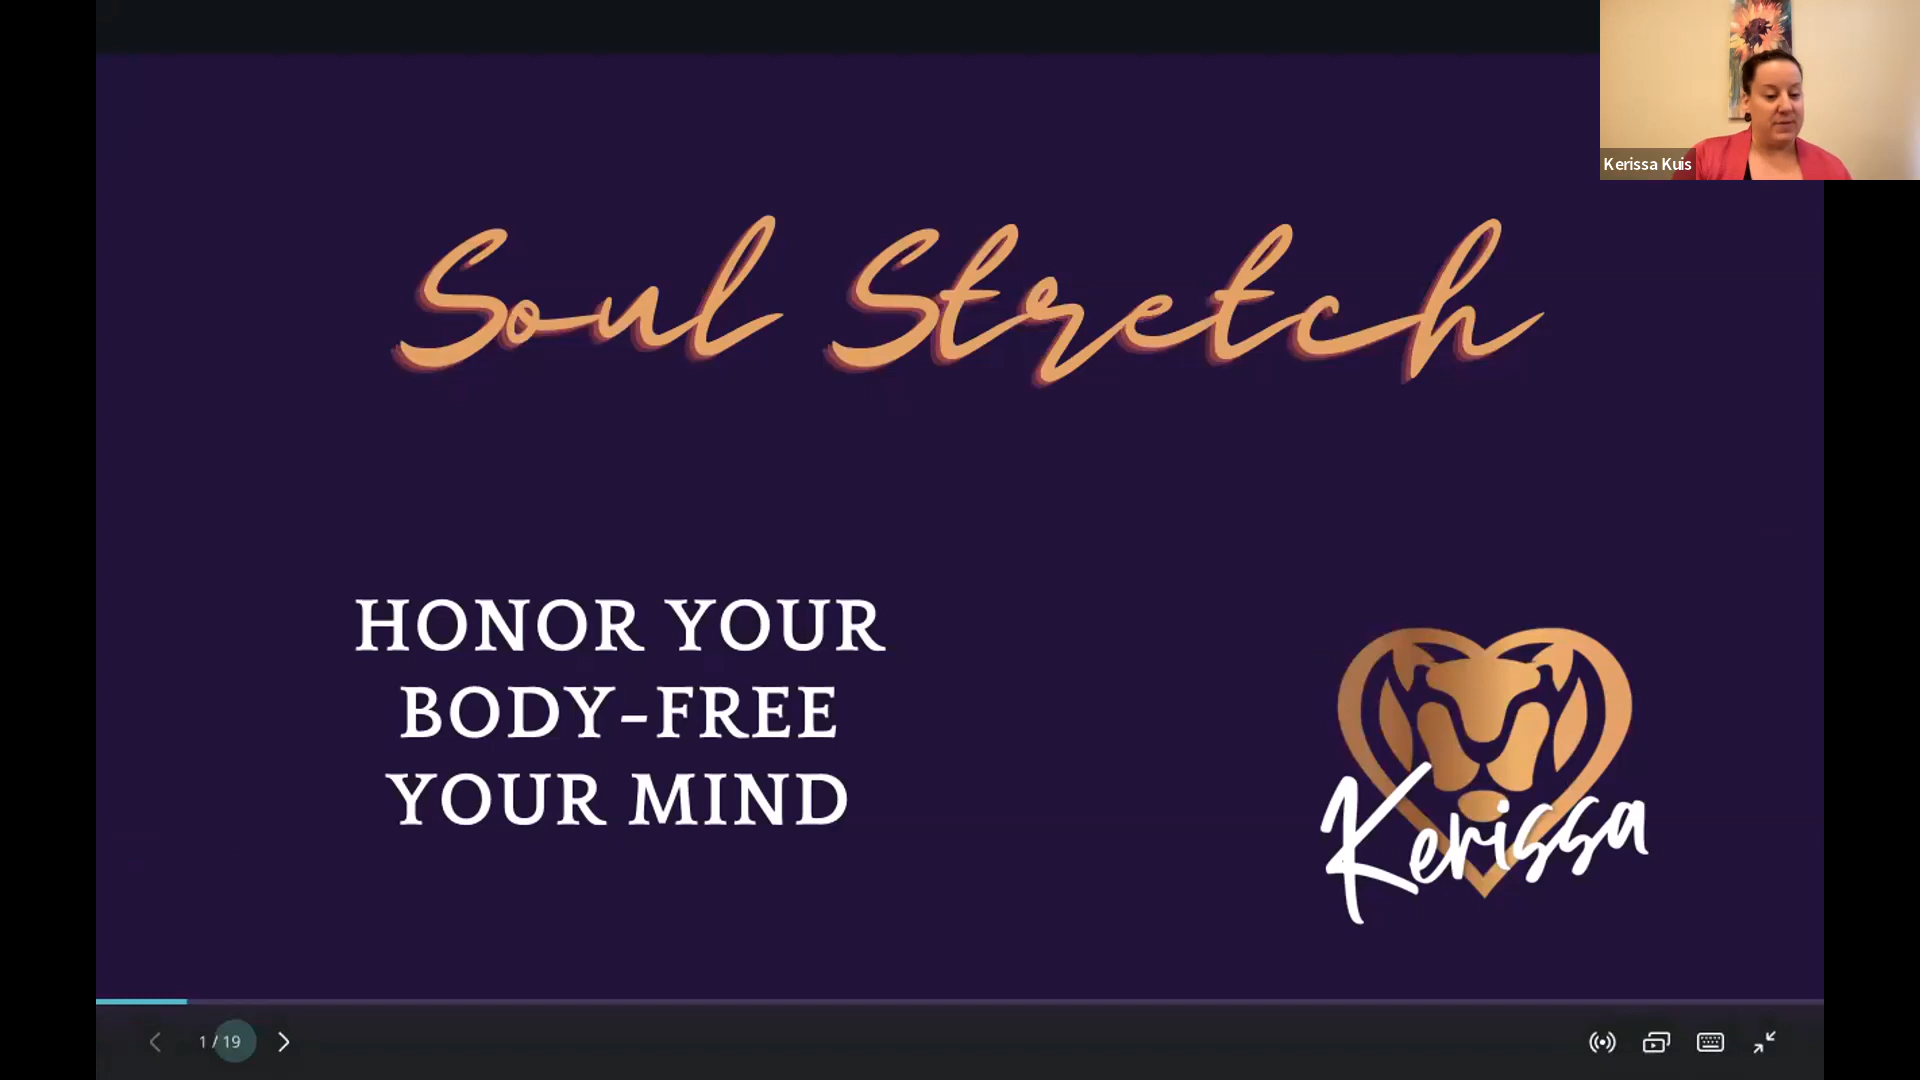 Kerissa Kuis
Soul Stretch
HONOR YOUR
BODY-FREE
YOUR MIND
Kerissa
1 / 19